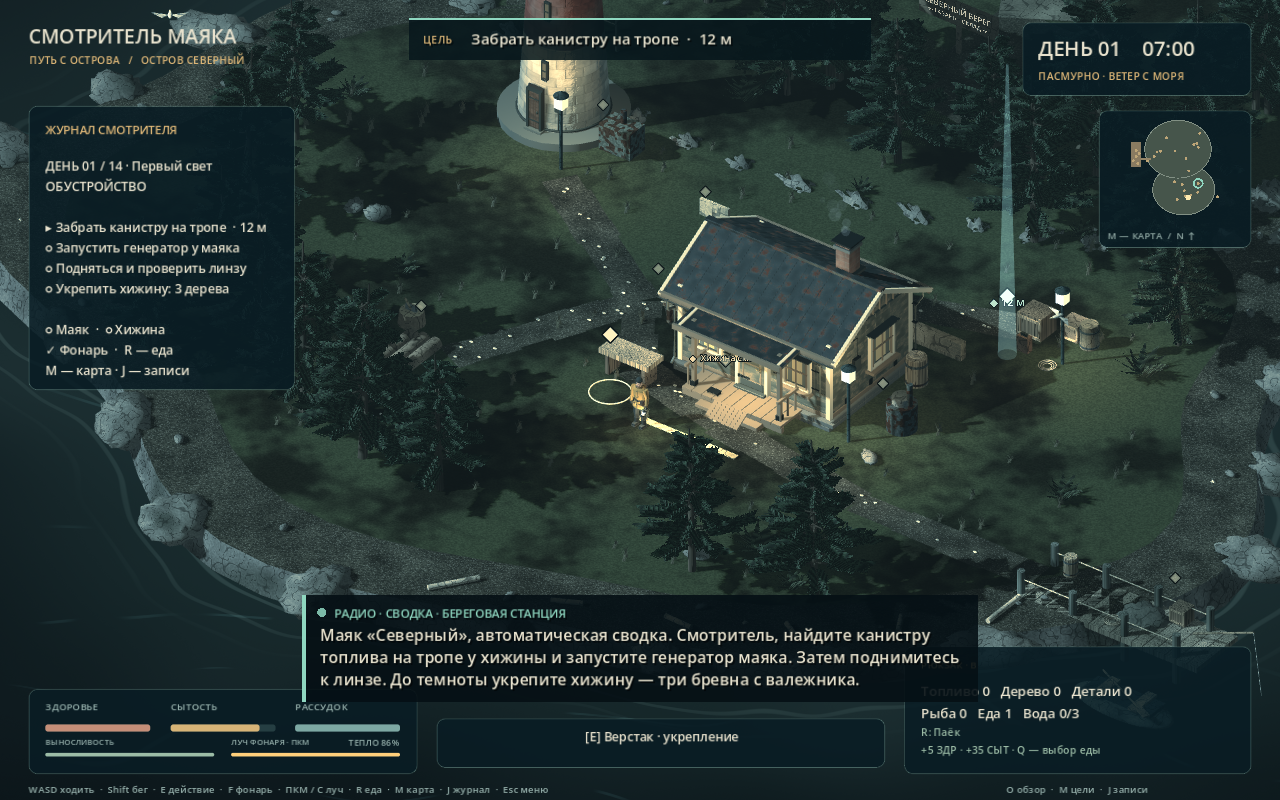 СМОТРИТЕЛЬ МАЯКА
ПУТЬ С ОСТРОВА / ОСТРОВ СЕВЕРНЫЙ
ЦЕЛЬ Забрать канистру на тропе · 12 м
ДЕНЬ 01 07:00
ПАСМУРНО · ВЕТЕР С МОРЯ
ЖУРНАЛ СМОТРИТЕЛЯ
ДЕНЬ 01 / 14 · Первый свет
ОБУСТРОЙСТВО
▸ Забрать канистру на тропе · 12 м
○ Запустить генератор у маяка
○ Подняться и проверить линзу
○ Укрепить хижину: 3 дерева
○ Маяк · ○ Хижина
✓ Фонарь · R — еда
M — карта · J — записи
M — КАРТА / N ↑
12 м
Хижина с...
РАДИО · СВОДКА · БЕРЕГОВАЯ СТАНЦИЯ
Маяк «Северный», автоматическая сводка. Смотритель, найдите канистру
топлива на тропе у хижины и запустите генератор маяка. Затем поднимитесь
к линзе. До темноты укрепите хижину — три бревна с валежника.
ЗДОРОВЬЕ СЫТОСТЬ РАССУДОК
ВЫНОСЛИВОСТЬ ЛУЧ ФОНАРЯ · ПКМ ТЕПЛО 86%
[E] Верстак · укрепление
Топливо 0 Дерево 0 Детали 0
Рыба 0 Еда 1 Вода 0/3
R: Паёк
+5 ЗДР · +35 СЫТ · Q — выбор еды
WASD ходить · Shift бег · E действие · F фонарь · ПКМ / C луч · R еда · M карта · J журнал · Esc меню
O обзор · M цели · J записи